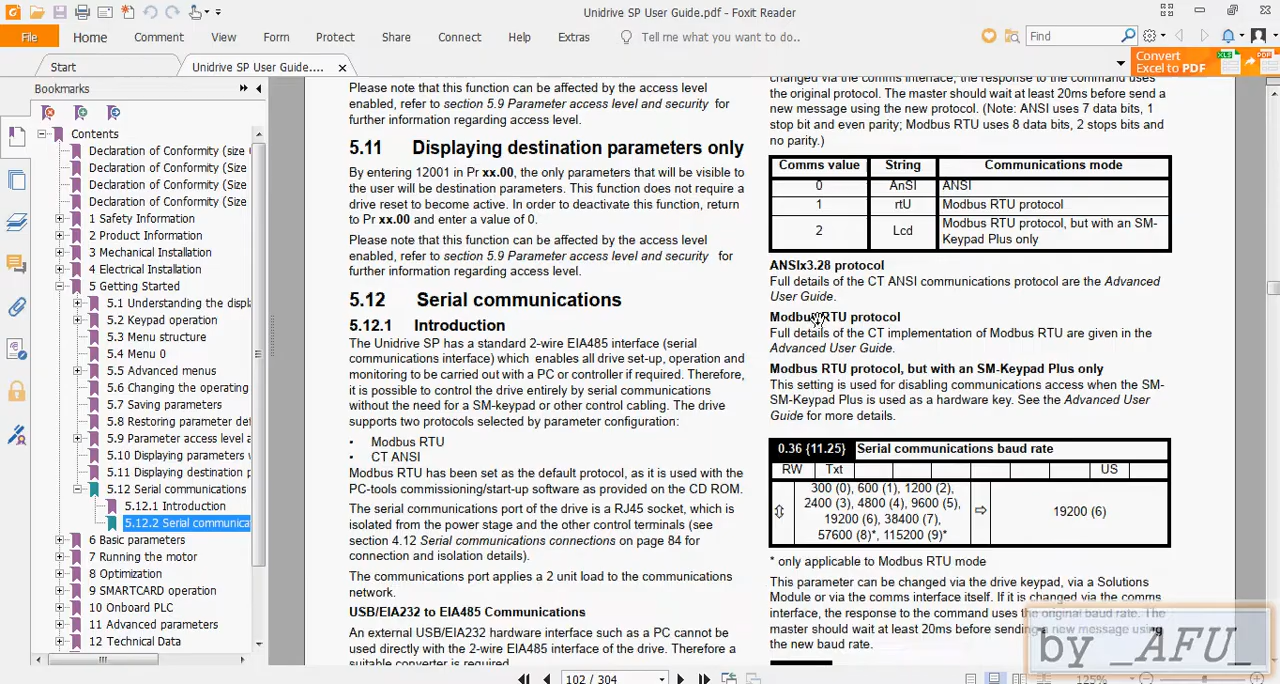 Unidrive SP User Guide.pdf - Foxit Reader
File Home Comment View Form Protect Share Connect Help Extras Tell me what you want to do.. Find
Start Unidrive SP User Guide....
Convert
Excel to PDF
Bookmarks
Contents
Declaration of Conformity (size
Declaration of Conformity (size
Declaration of Conformity (size
Declaration of Conformity (size
1 Safety Information
2 Product Information
3 Mechanical Installation
4 Electrical Installation
5 Getting Started
5.1 Understanding the displ
5.2 Keypad operation
5.3 Menu structure
5.4 Menu 0
5.5 Advanced menus
5.6 Changing the operating
5.7 Saving parameters
5.8 Restoring parameter def
5.9 Parameter access level a
5.10 Displaying parameters v
5.11 Displaying destination p
5.12 Serial communications
5.12.1 Introduction
5.12.2 Serial communica
6 Basic parameters
7 Running the motor
8 Optimization
9 SMARTCARD operation
10 Onboard PLC
11 Advanced parameters
12 Technical Data
Please note that this function can be affected by the access level
enabled, refer to section 5.9 Parameter access level and security for
further information regarding access level.
5.11 Displaying destination parameters only
By entering 12001 in Pr xx.00, the only parameters that will be visible to
the user will be destination parameters. This function does not require a
drive reset to become active. In order to deactivate this function, return
to Pr xx.00 and enter a value of 0.
Please note that this function can be affected by the access level
enabled, refer to section 5.9 Parameter access level and security for
further information regarding access level.
5.12 Serial communications
5.12.1 Introduction
The Unidrive SP has a standard 2-wire EIA485 interface (serial
communications interface) which enables all drive set-up, operation and
monitoring to be carried out with a PC or controller if required. Therefore,
it is possible to control the drive entirely by serial communications
without the need for a SM-keypad or other control cabling. The drive
supports two protocols selected by parameter configuration:
• Modbus RTU
• CT ANSI
Modbus RTU has been set as the default protocol, as it is used with the
PC-tools commissioning/start-up software as provided on the CD ROM.
The serial communications port of the drive is a RJ45 socket, which is
isolated from the power stage and the other control terminals (see
section 4.12 Serial communications connections on page 84 for
connection and isolation details).
The communications port applies a 2 unit load to the communications
network.
USB/EIA232 to EIA485 Communications
An external USB/EIA232 hardware interface such as a PC cannot be
used directly with the 2-wire EIA485 interface of the drive. Therefore a
suitable converter is required.
changed via the comms interface, the response to the command uses
the original protocol. The master should wait at least 20ms before send a
new message using the new protocol. (Note: ANSI uses 7 data bits, 1
stop bit and even parity; Modbus RTU uses 8 data bits, 2 stops bits and
no parity.)
Comms value String Communications mode
0 AnSI ANSI
1 rtU Modbus RTU protocol
2 Lcd Modbus RTU protocol, but with an SM-
Keypad Plus only
ANSIx3.28 protocol
Full details of the CT ANSI communications protocol are the Advanced
User Guide.
Modbus RTU protocol
Full details of the CT implementation of Modbus RTU are given in the
Advanced User Guide.
Modbus RTU protocol, but with an SM-Keypad Plus only
This setting is used for disabling communications access when the SM-
SM-Keypad Plus is used as a hardware key. See the Advanced User
Guide for more details.
0.36 {11.25} Serial communications baud rate
RW Txt US
300 (0), 600 (1), 1200 (2),
2400 (3), 4800 (4), 9600 (5),
19200 (6), 38400 (7),
57600 (8)*, 115200 (9)*
19200 (6)
* only applicable to Modbus RTU mode
This parameter can be changed via the drive keypad, via a Solutions
Module or via the comms interface itself. If it is changed via the comms
interface, the response to the command uses the original baud rate. The
master should wait at least 20ms before sending a new message using
the new baud rate.
by _AFU_
102 / 304
125%